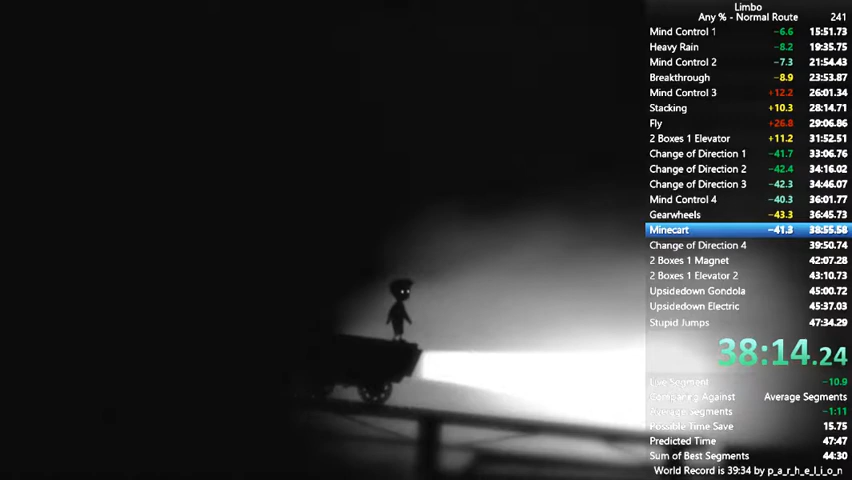 Limbo
Any % - Normal Route 241
Mind Control 1 −6.6 15:51.73
Heavy Rain −8.2 19:35.75
Mind Control 2 −7.3 21:54.43
Breakthrough −8.9 23:53.87
Mind Control 3 +12.2 26:01.34
Stacking +10.3 28:14.71
Fly +26.8 29:06.86
2 Boxes 1 Elevator +11.2 31:52.51
Change of Direction 1 −41.7 33:06.76
Change of Direction 2 −42.4 34:16.02
Change of Direction 3 −42.3 34:46.07
Mind Control 4 −40.3 36:01.77
Gearwheels −43.3 36:45.73
Minecart −41.3 38:55.58
Change of Direction 4 39:50.74
2 Boxes 1 Magnet 42:07.28
2 Boxes 1 Elevator 2 43:10.73
Upsidedown Gondola 45:00.72
Upsidedown Electric 45:37.03
Stupid Jumps 47:34.29
38:14.24
Live Segment −10.9
Comparing Against Average Segments
Average Segments −1:11
Possible Time Save 15.75
Predicted Time 47:47
Sum of Best Segments 44:30
World Record is 39:34 by p_a_r_h_e_l_i_o_n